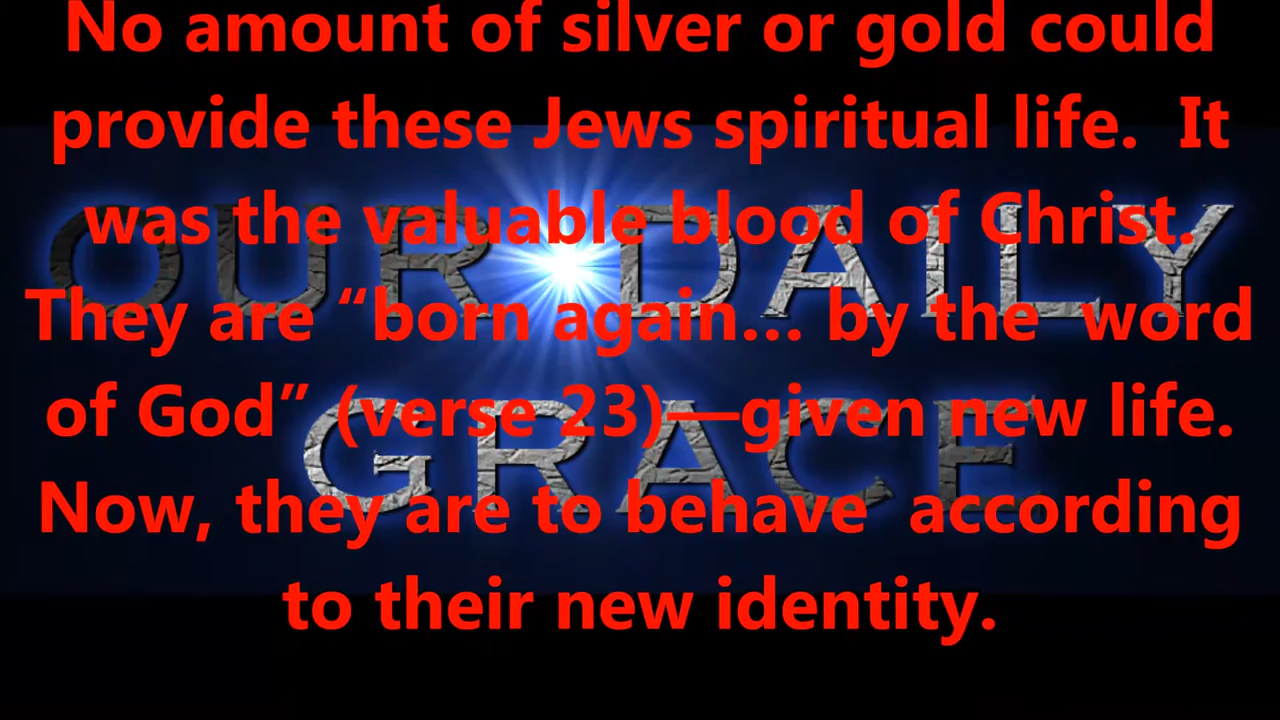 No amount of silver or gold could
provide these Jews spiritual life.  It
was the valuable blood of Christ.
They are “born again... by the  word
of God” (verse 23)—given new life.
Now, they are to behave  according
to their new identity.
OUR DAILY
GRACE